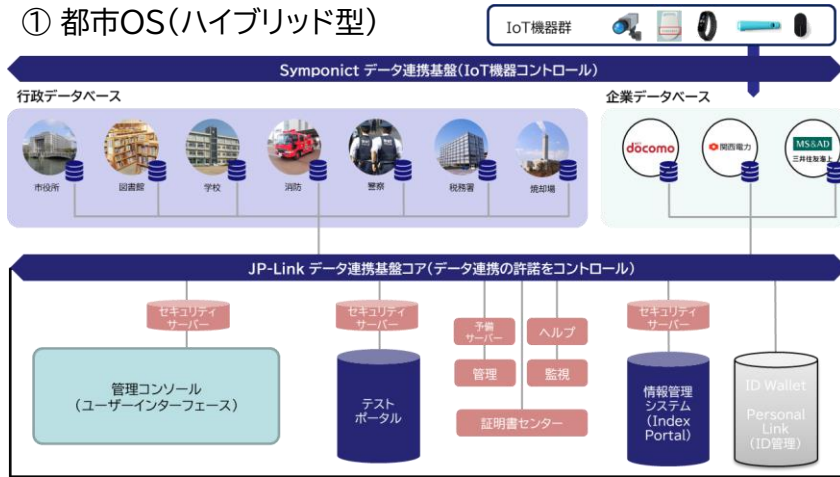 ① 都市OS(ハイブリッド型)
IoT機器群
Symponict データ連携基盤(IoT機器コントロール)
行政データベース
企業データベース
市役所
図書館
学校
消防
警察
税務署
焼却場
döcomo
関西電力
MS&AD
三井住友海上
JP-Link データ連携基盤コア(データ連携の許諾をコントロール)
セキュリティ
サーバー
セキュリティ
サーバー
予備
サーバー
ヘルプ
セキュリティ
サーバー
管理コンソール
(ユーザーインターフェース)
テスト
ポータル
管理
監視
証明書センター
情報管理
システム
(Index
Portal)
ID Wallet
Personal
Link
(ID管理)